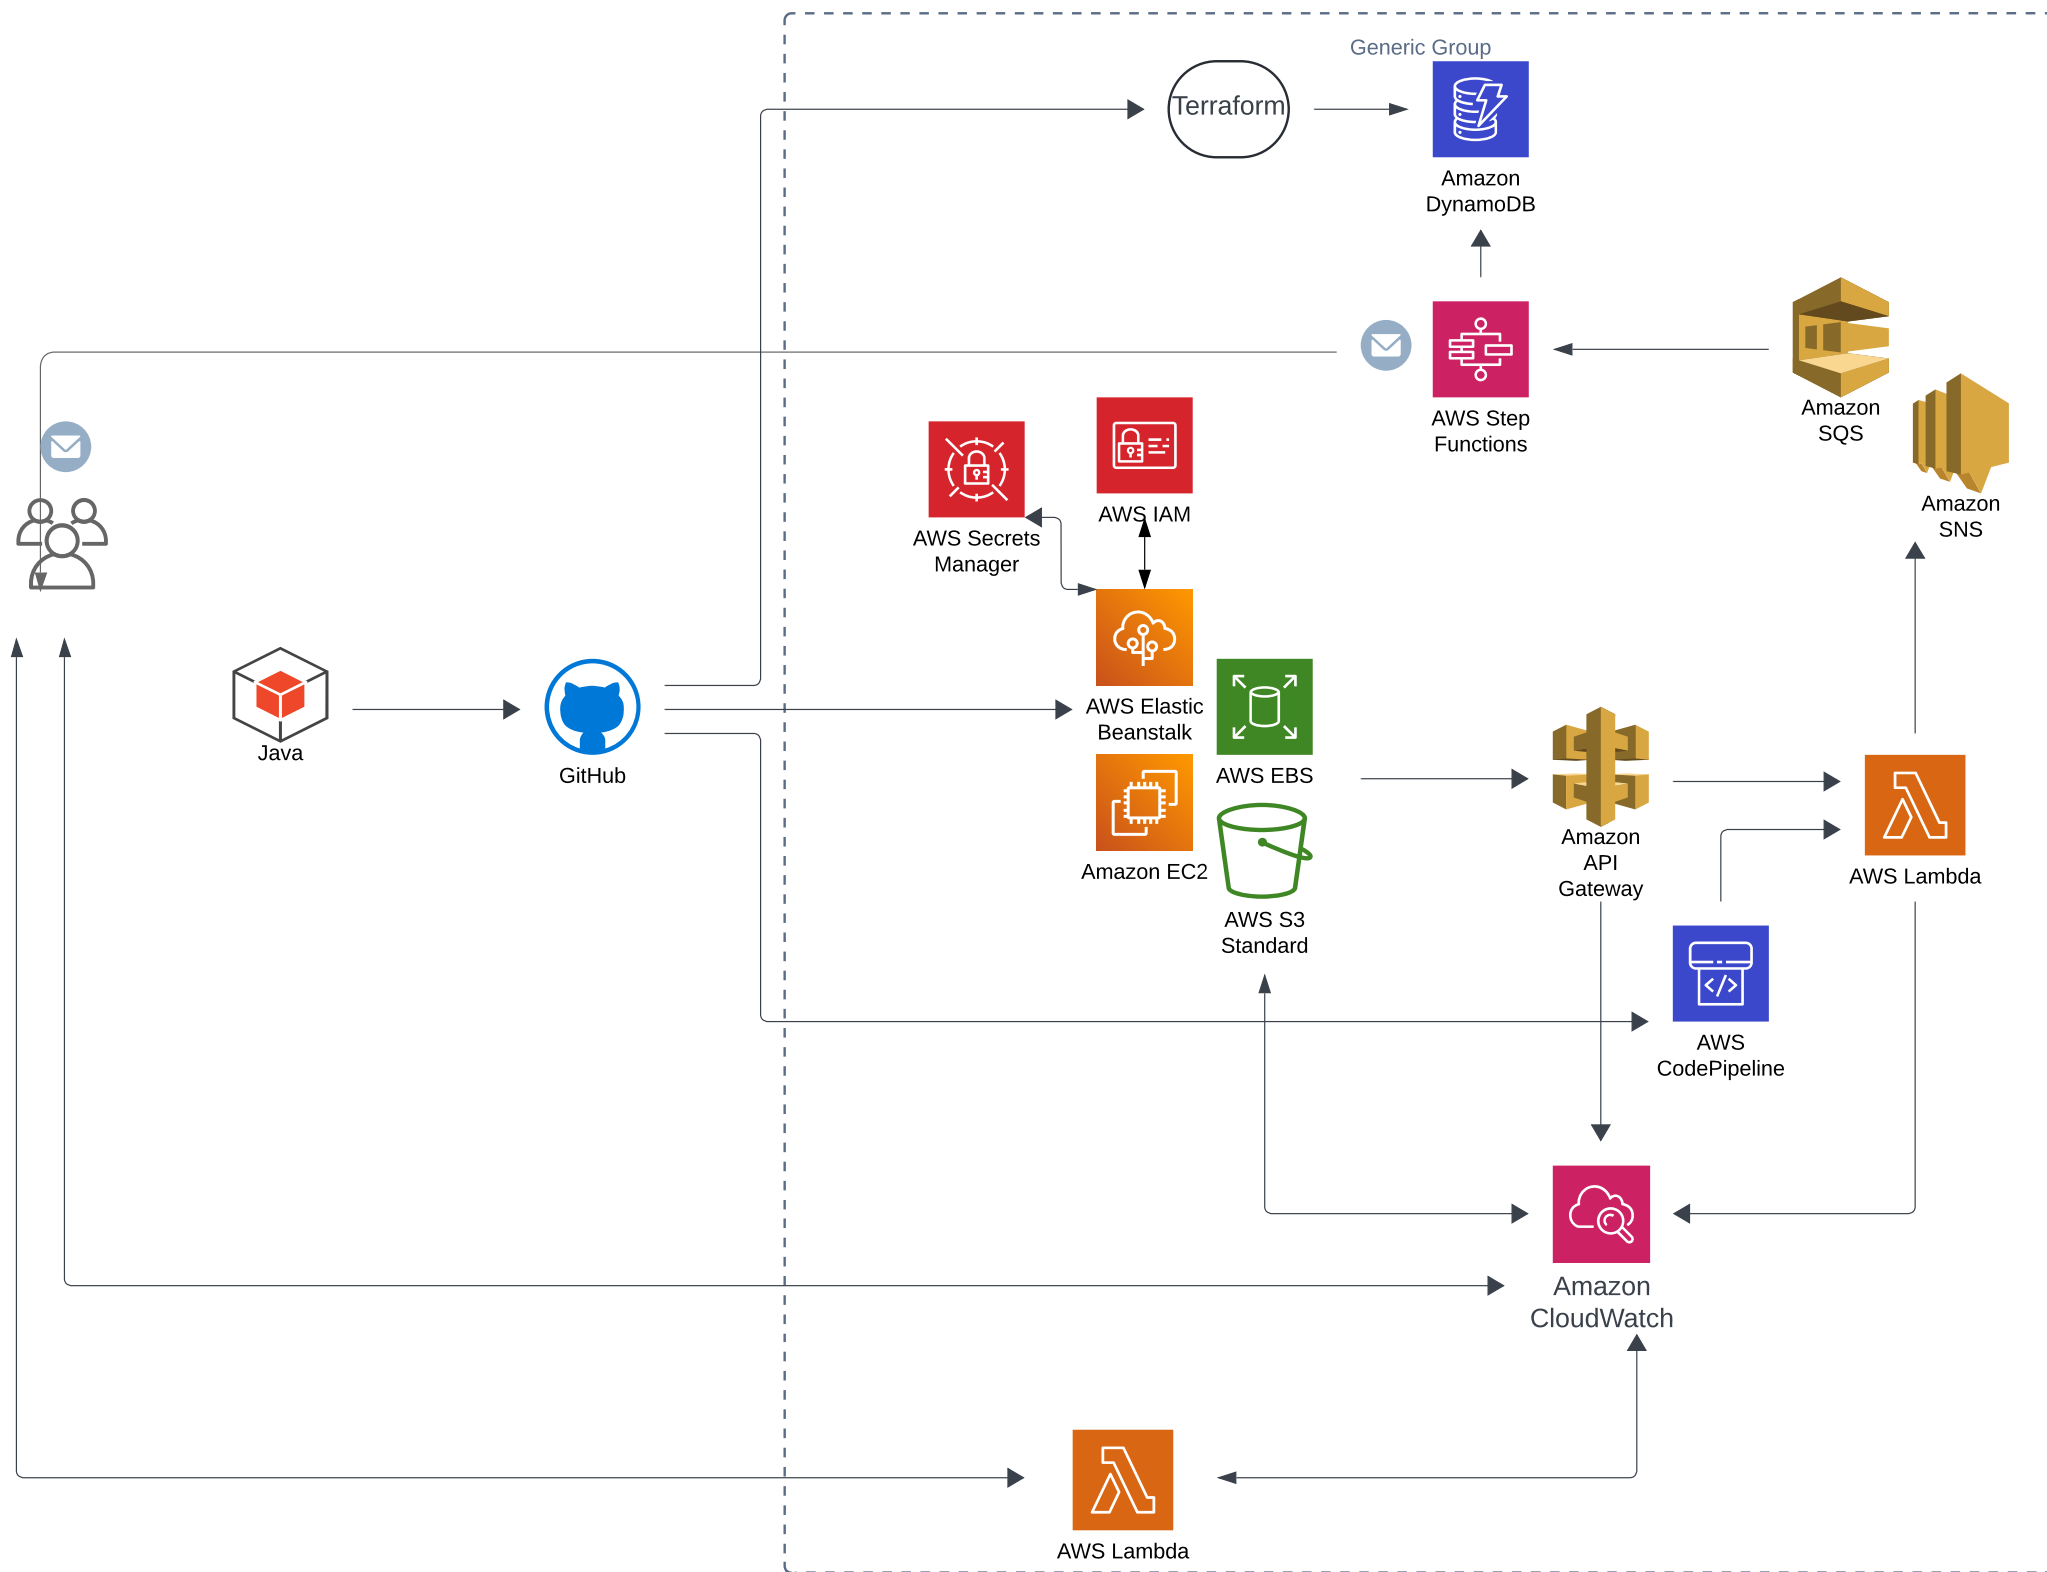 Generic Group
Terraform
Amazon
DynamoDB
AWS Step
Functions
Amazon
SQS
Amazon
SNS
AWS IAM
AWS Secrets
Manager
Java
GitHub
AWS Elastic
Beanstalk
AWS EBS
Amazon EC2
AWS S3
Standard
Amazon
API
Gateway
AWS Lambda
AWS
CodePipeline
Amazon
CloudWatch
AWS Lambda